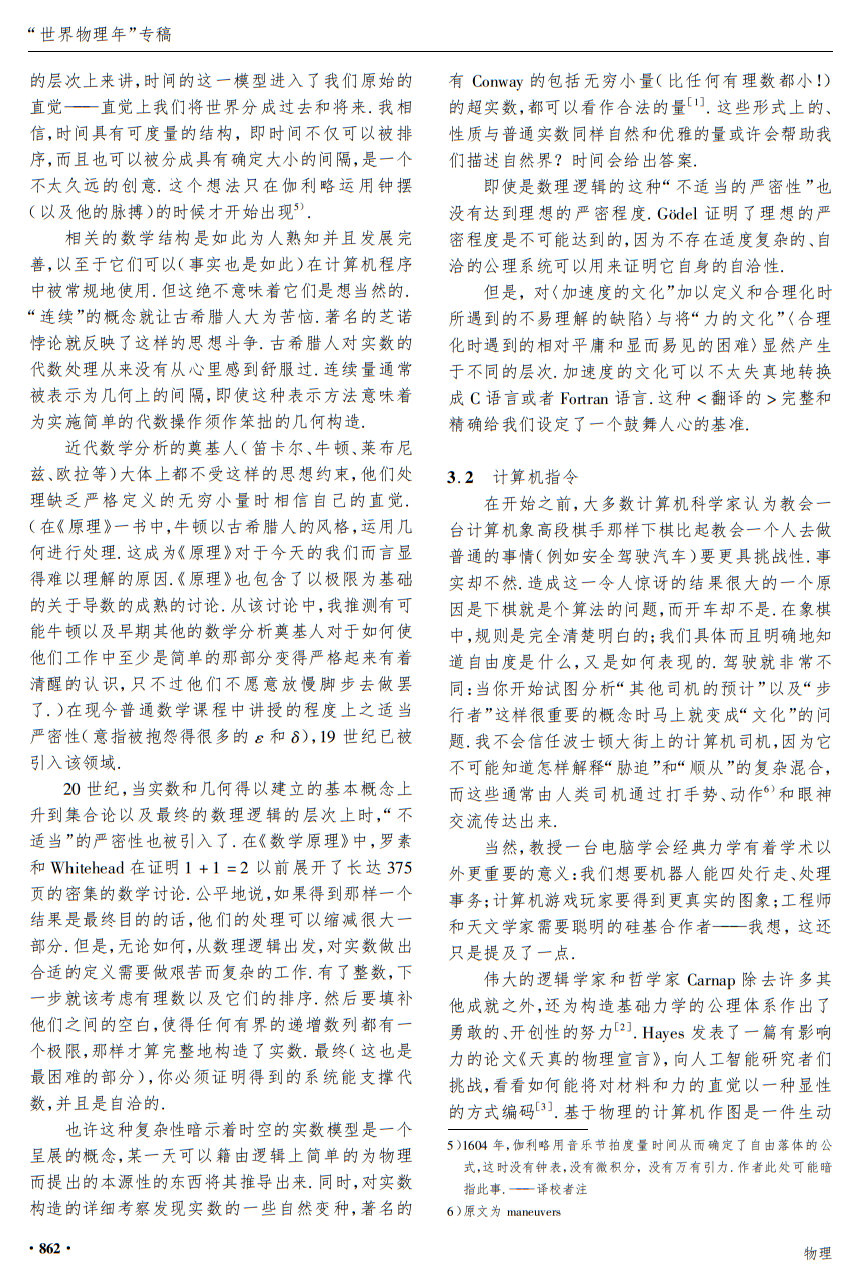 “世界物理年”专稿
的层次上来讲,时间的这一模型进入了我们原始的
直觉——直觉上我们将世界分成过去和将来.我相
信,时间具有可度量的结构, 即时间不仅可以被排
序,而且也可以被分成具有确定大小的间隔,是一个
不太久远的创意.这个想法只在伽利略运用钟摆
(以及他的脉搏)的时候才开始出现5).
相关的数学结构是如此为人熟知并且发展完
善,以至于它们可以(事实也是如此)在计算机程序
中被常规地使用.但这绝不意味着它们是想当然的.
“连续”的概念就让古希腊人大为苦恼.著名的芝诺
悖论就反映了这样的思想斗争.古希腊人对实数的
代数处理从来没有从心里感到舒服过.连续量通常
被表示为几何上的间隔,即使这种表示方法意味着
为实施简单的代数操作须作笨拙的几何构造.
近代数学分析的奠基人(笛卡尔、牛顿、莱布尼
兹、欧拉等)大体上都不受这样的思想约束,他们处
理缺乏严格定义的无穷小量时相信自己的直觉.
(在《原理》一书中,牛顿以古希腊人的风格,运用几
何进行处理.这成为《原理》对于今天的我们而言显
得难以理解的原因.《原理》也包含了以极限为基础
的关于导数的成熟的讨论.从该讨论中,我推测有可
能牛顿以及早期其他的数学分析奠基人对于如何使
他们工作中至少是简单的那部分变得严格起来有着
清醒的认识,只不过他们不愿意放慢脚步去做罢
了.)在现今普通数学课程中讲授的程度上之适当
严密性(意指被抱怨得很多的 ε 和 δ),19 世纪已被
引入该领域.
20 世纪,当实数和几何得以建立的基本概念上
升到集合论以及最终的数理逻辑的层次上时,“不
适当”的严密性也被引入了.在《数学原理》中,罗素
和 Whitehead 在证明 1 + 1 = 2 以前展开了长达 375
页的密集的数学讨论.公平地说,如果得到那样一个
结果是最终目的的话,他们的处理可以缩减很大一
部分.但是,无论如何,从数理逻辑出发,对实数做出
合适的定义需要做艰苦而复杂的工作.有了整数,下
一步就该考虑有理数以及它们的排序.然后要填补
他们之间的空白,使得任何有界的递增数列都有一
个极限,那样才算完整地构造了实数.最终(这也是
最困难的部分),你必须证明得到的系统能支撑代
数,并且是自洽的.
也许这种复杂性暗示着时空的实数模型是一个
呈展的概念,某一天可以籍由逻辑上简单的为物理
而提出的本源性的东西将其推导出来.同时,对实数
构造的详细考察发现实数的一些自然变种,著名的
有 Conway 的包括无穷小量(比任何有理数都小!)
的超实数,都可以看作合法的量[1].这些形式上的、
性质与普通实数同样自然和优雅的量或许会帮助我
们描述自然界? 时间会给出答案.
即使是数理逻辑的这种“不适当的严密性”也
没有达到理想的严密程度.Gödel 证明了理想的严
密程度是不可能达到的,因为不存在适度复杂的、自
洽的公理系统可以用来证明它自身的自洽性.
但是, 对〈加速度的文化”加以定义和合理化时
所遇到的不易理解的缺陷〉与将“力的文化”〈合理
化时遇到的相对平庸和显而易见的困难〉显然产生
于不同的层次.加速度的文化可以不太失真地转换
成 C 语言或者 Fortran 语言.这种<翻译的>完整和
精确给我们设定了一个鼓舞人心的基准.
3.2 计算机指令
在开始之前,大多数计算机科学家认为教会一
台计算机象高段棋手那样下棋比起教会一个人去做
普通的事情(例如安全驾驶汽车)要更具挑战性.事
实却不然.造成这一令人惊讶的结果很大的一个原
因是下棋就是个算法的问题,而开车却不是.在象棋
中,规则是完全清楚明白的;我们具体而且明确地知
道自由度是什么,又是如何表现的.驾驶就非常不
同:当你开始试图分析“其他司机的预计”以及“步
行者”这样很重要的概念时马上就变成“文化”的问
题.我不会信任波士顿大街上的计算机司机,因为它
不可能知道怎样解释“胁迫”和“顺从”的复杂混合,
而这些通常由人类司机通过打手势、动作6)和眼神
交流传达出来.
当然,教授一台电脑学会经典力学有着学术以
外更重要的意义:我们想要机器人能四处行走、处理
事务;计算机游戏玩家要得到更真实的图象;工程师
和天文学家需要聪明的硅基合作者——我想, 这还
只是提及了一点.
伟大的逻辑学家和哲学家 Carnap 除去许多其
他成就之外,还为构造基础力学的公理体系作出了
勇敢的、开创性的努力[2].Hayes 发表了一篇有影响
力的论文《天真的物理宣言》,向人工智能研究者们
挑战,看看如何能将对材料和力的直觉以一种显性
的方式编码[3].基于物理的计算机作图是一件生动
5)1604 年,伽利略用音乐节拍度量时间从而确定了自由落体的公
式,这时没有钟表,没有微积分, 没有万有引力.作者此处可能暗
指此事.——译校者注
6)原文为 maneuvers
·862·
物理